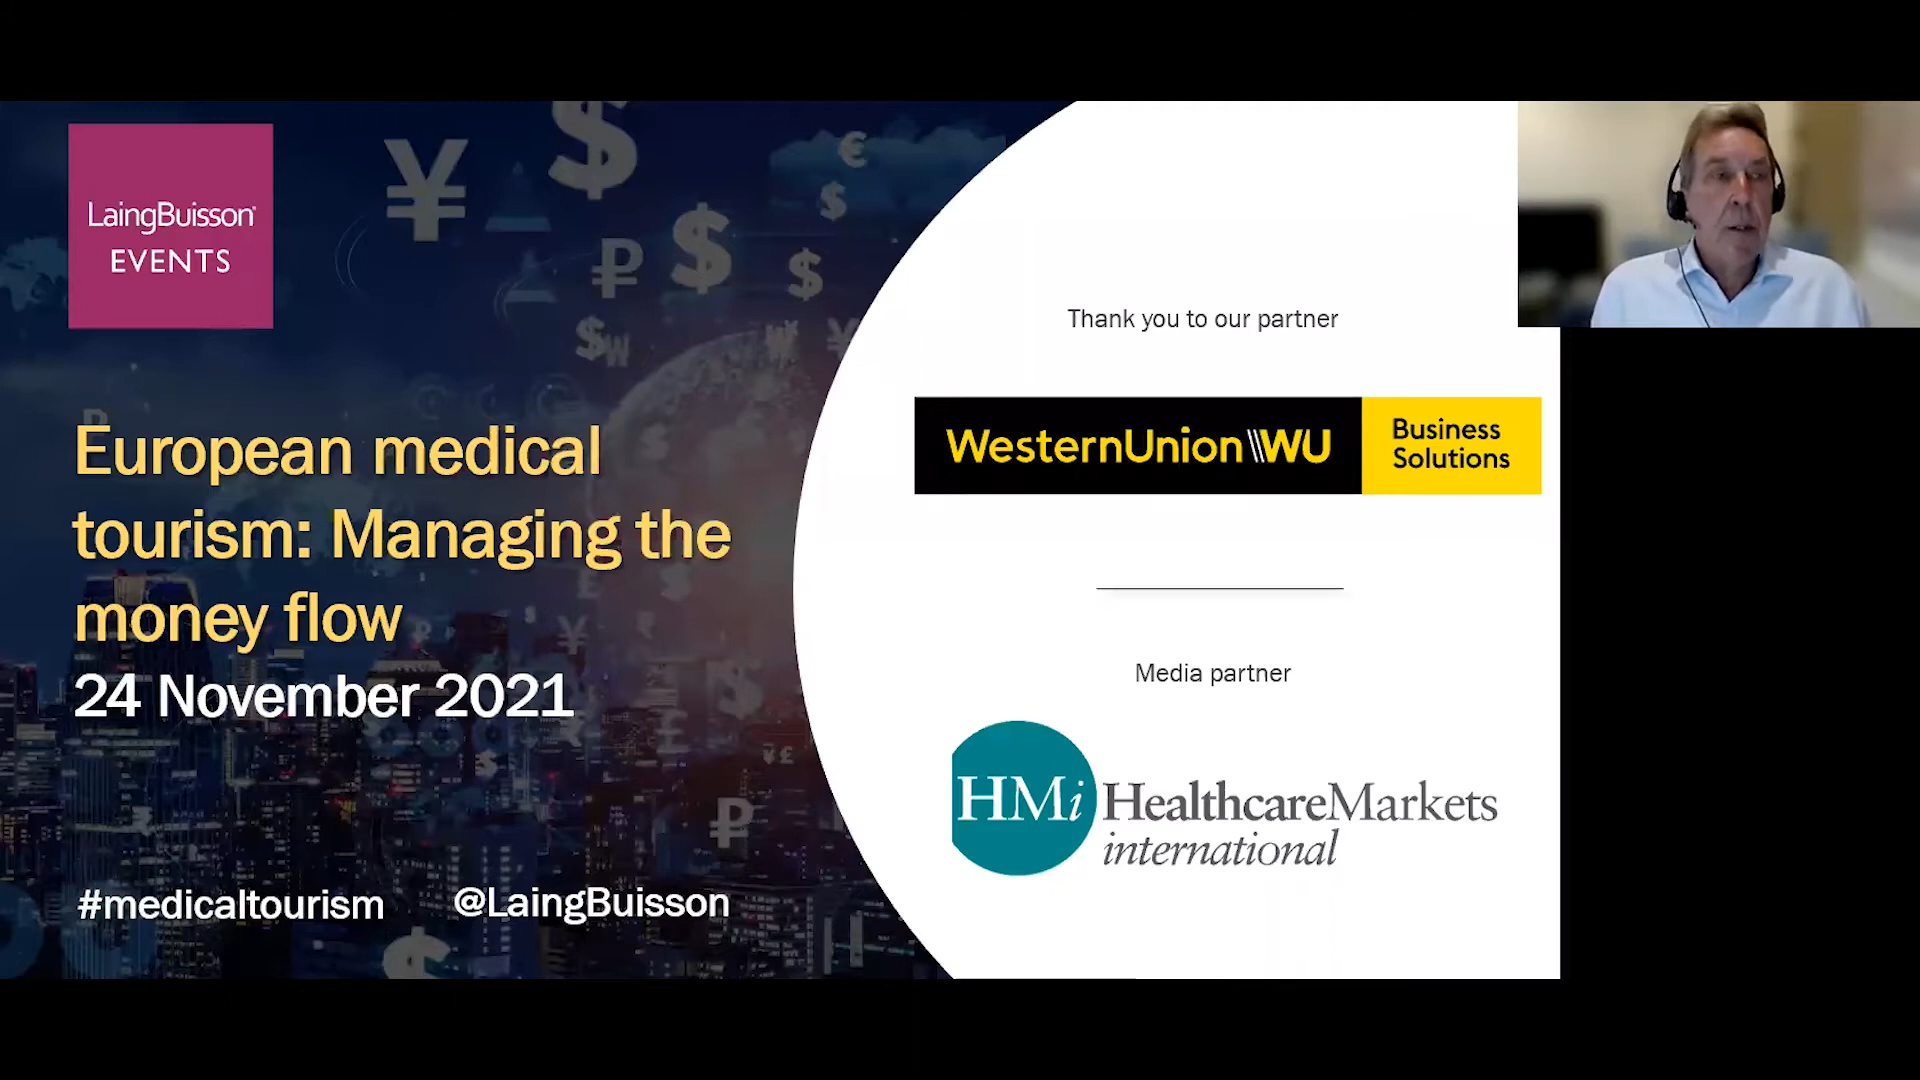 LaingBuisson
EVENTS
European medical
tourism: Managing the
money flow
24 November 2021
#medicaltourism
@LaingBuisson
Thank you to our partner
WesternUnion WU
Business
Solutions
Media partner
HMi HealthcareMarkets
international